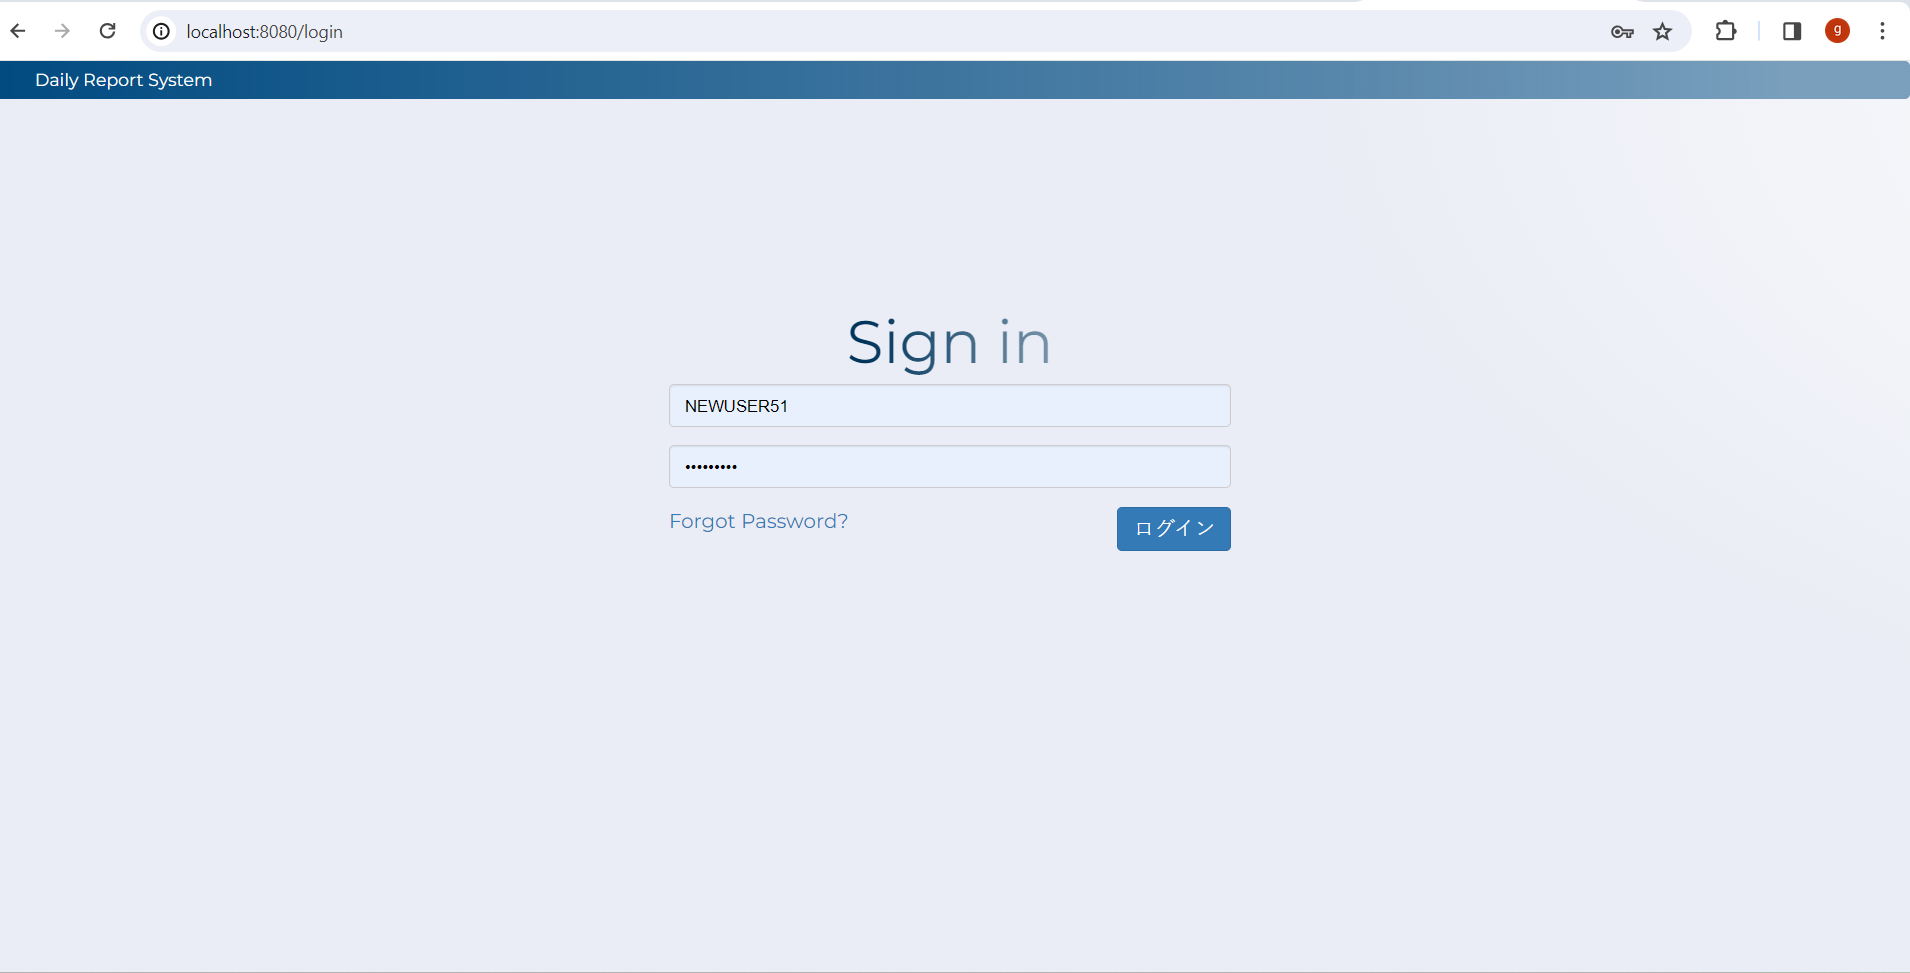 localhost:8080/login
g
Daily Report System
Sign in
NEWUSER51
•••••••••
Forgot Password?
ログイン